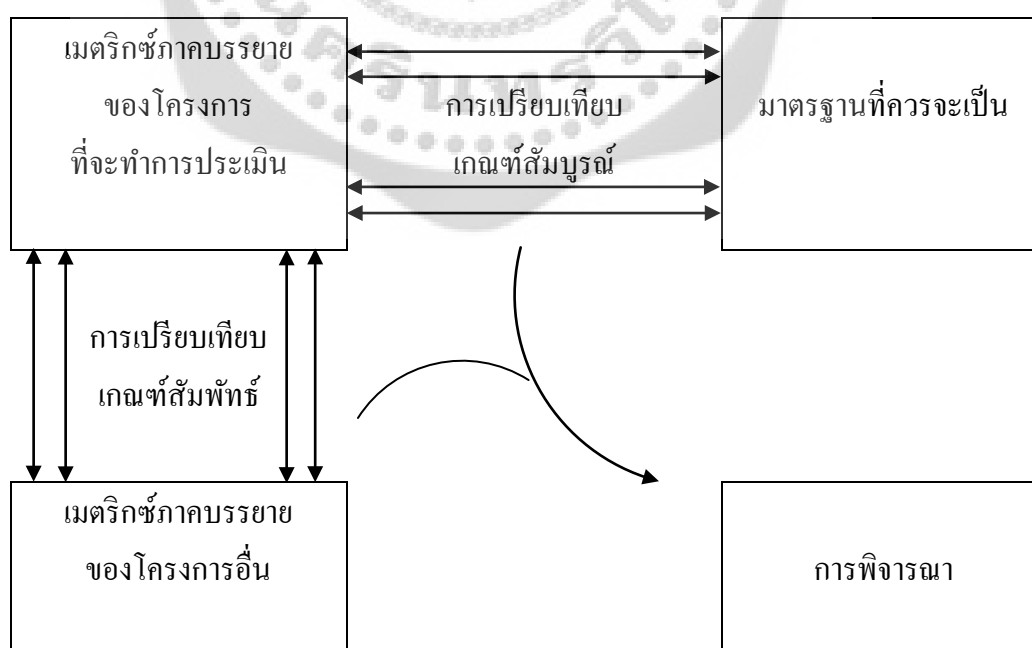 เมตริกซ์ภาคบรรยาย
ของโครงการ
ที่จะทำการประเมิน
การเปรียบเทียบ
เกณฑ์สัมบูรณ์
มาตรฐานที่ควรจะเป็น
การเปรียบเทียบ
เกณฑ์สัมพัทธ์
เมตริกซ์ภาคบรรยาย
ของโครงการอื่น
การพิจารณา